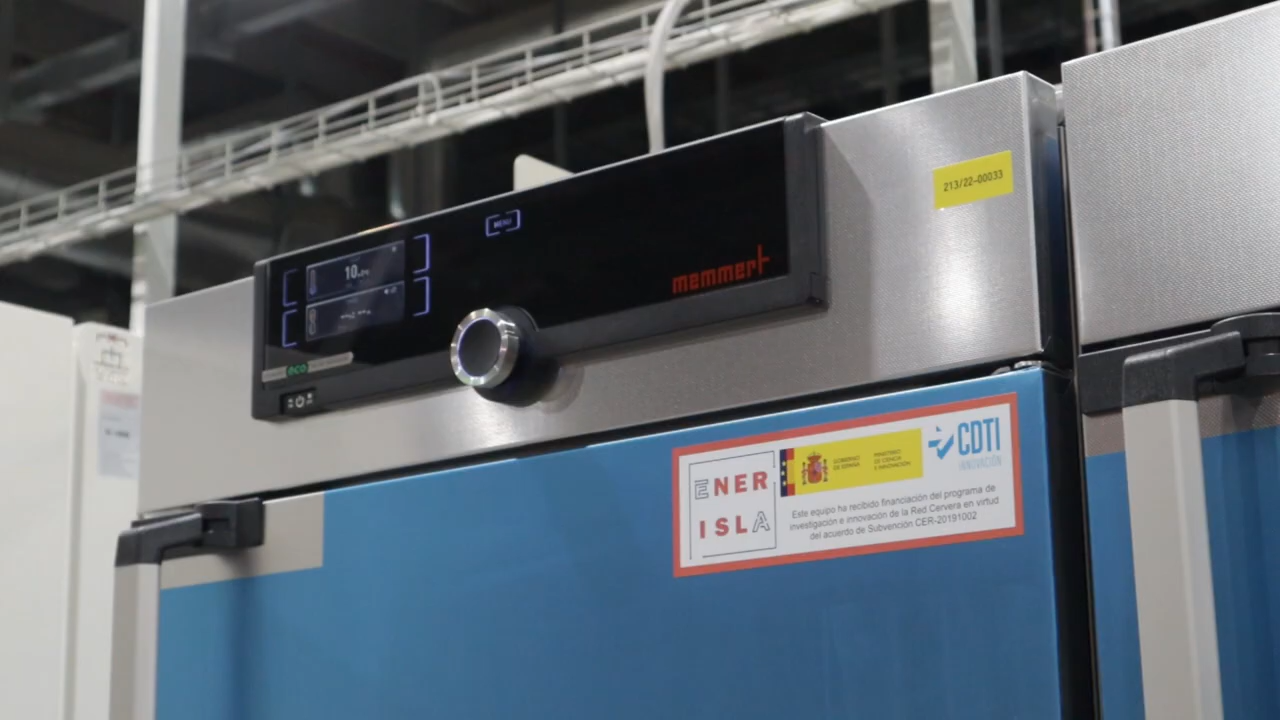 213/22-00033
MENU
10
memmert
eco
ENER
ISLA
GOBIERNO
DE ESPAÑA
MINISTERIO
DE CIENCIA
E INNOVACIÓN
CDTI
INNOVACIÓN
Este equipo ha recibido financiación del programa de
investigación e innovación de la Red Cervera en virtud
del acuerdo de Subvención CER-20191002